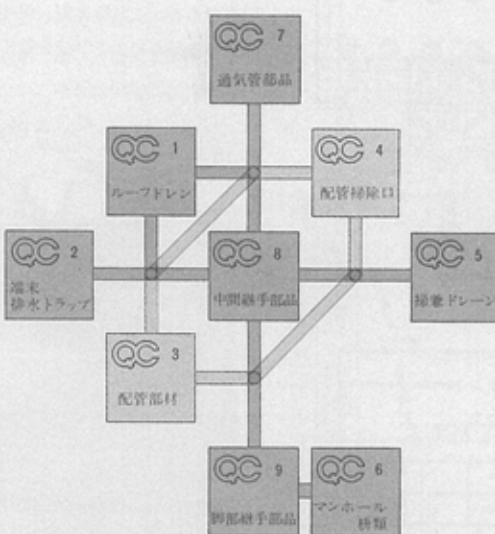 QC 7
通気管部品
QC 1
ルーフドレン
QC 4
配管掃除口
QC 2
端末
排水トラップ
QC 8
中間継手部品
QC 5
掃兼ドレーン
QC 3
配管部材
QC 9
脚部継手部品
QC 6
マンホール
桝類